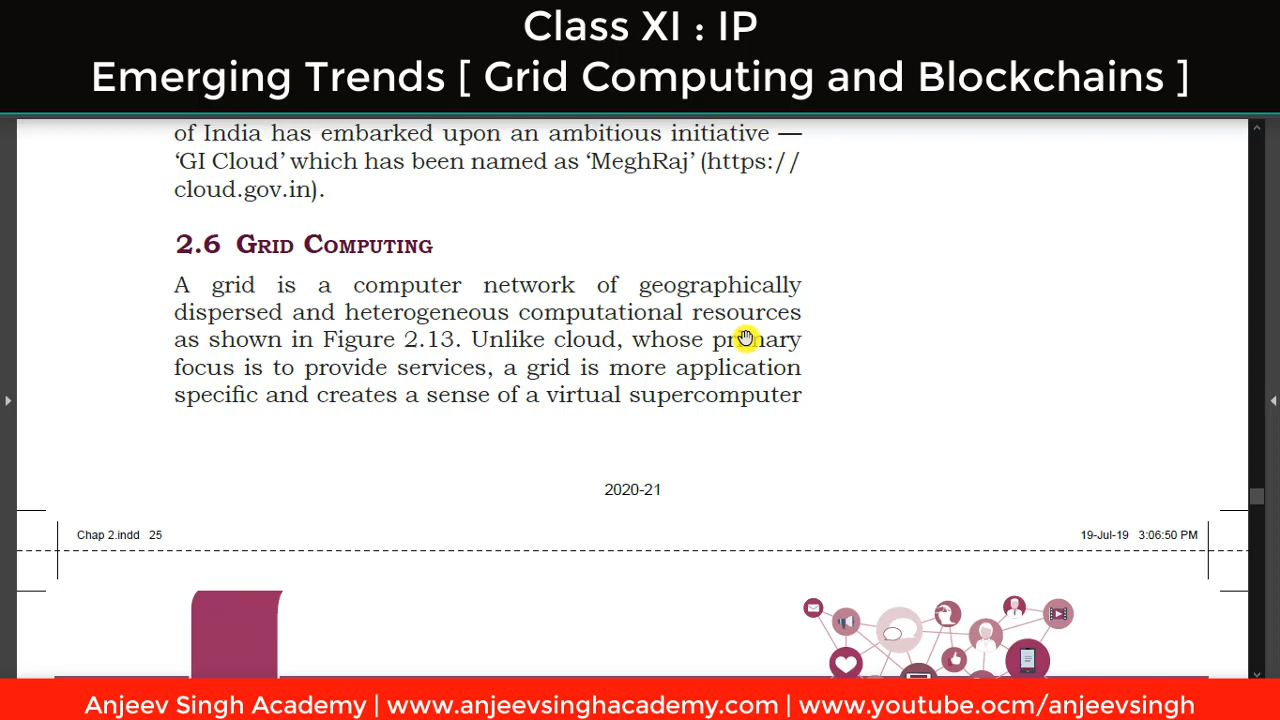 Class XI : IP
Emerging Trends [ Grid Computing and Blockchains ]
of India has embarked upon an ambitious initiative —
‘GI Cloud’ which has been named as ‘MeghRaj’ (https://
cloud.gov.in).
2.6 Grid Computing
A grid is a computer network of geographically
dispersed and heterogeneous computational resources
as shown in Figure 2.13. Unlike cloud, whose primary
focus is to provide services, a grid is more application
specific and creates a sense of a virtual supercomputer
2020-21
Chap 2.indd 25
19-Jul-19 3:06:50 PM
Anjeev Singh Academy | www.anjeevsinghacademy.com | www.youtube.ocm/anjeevsingh